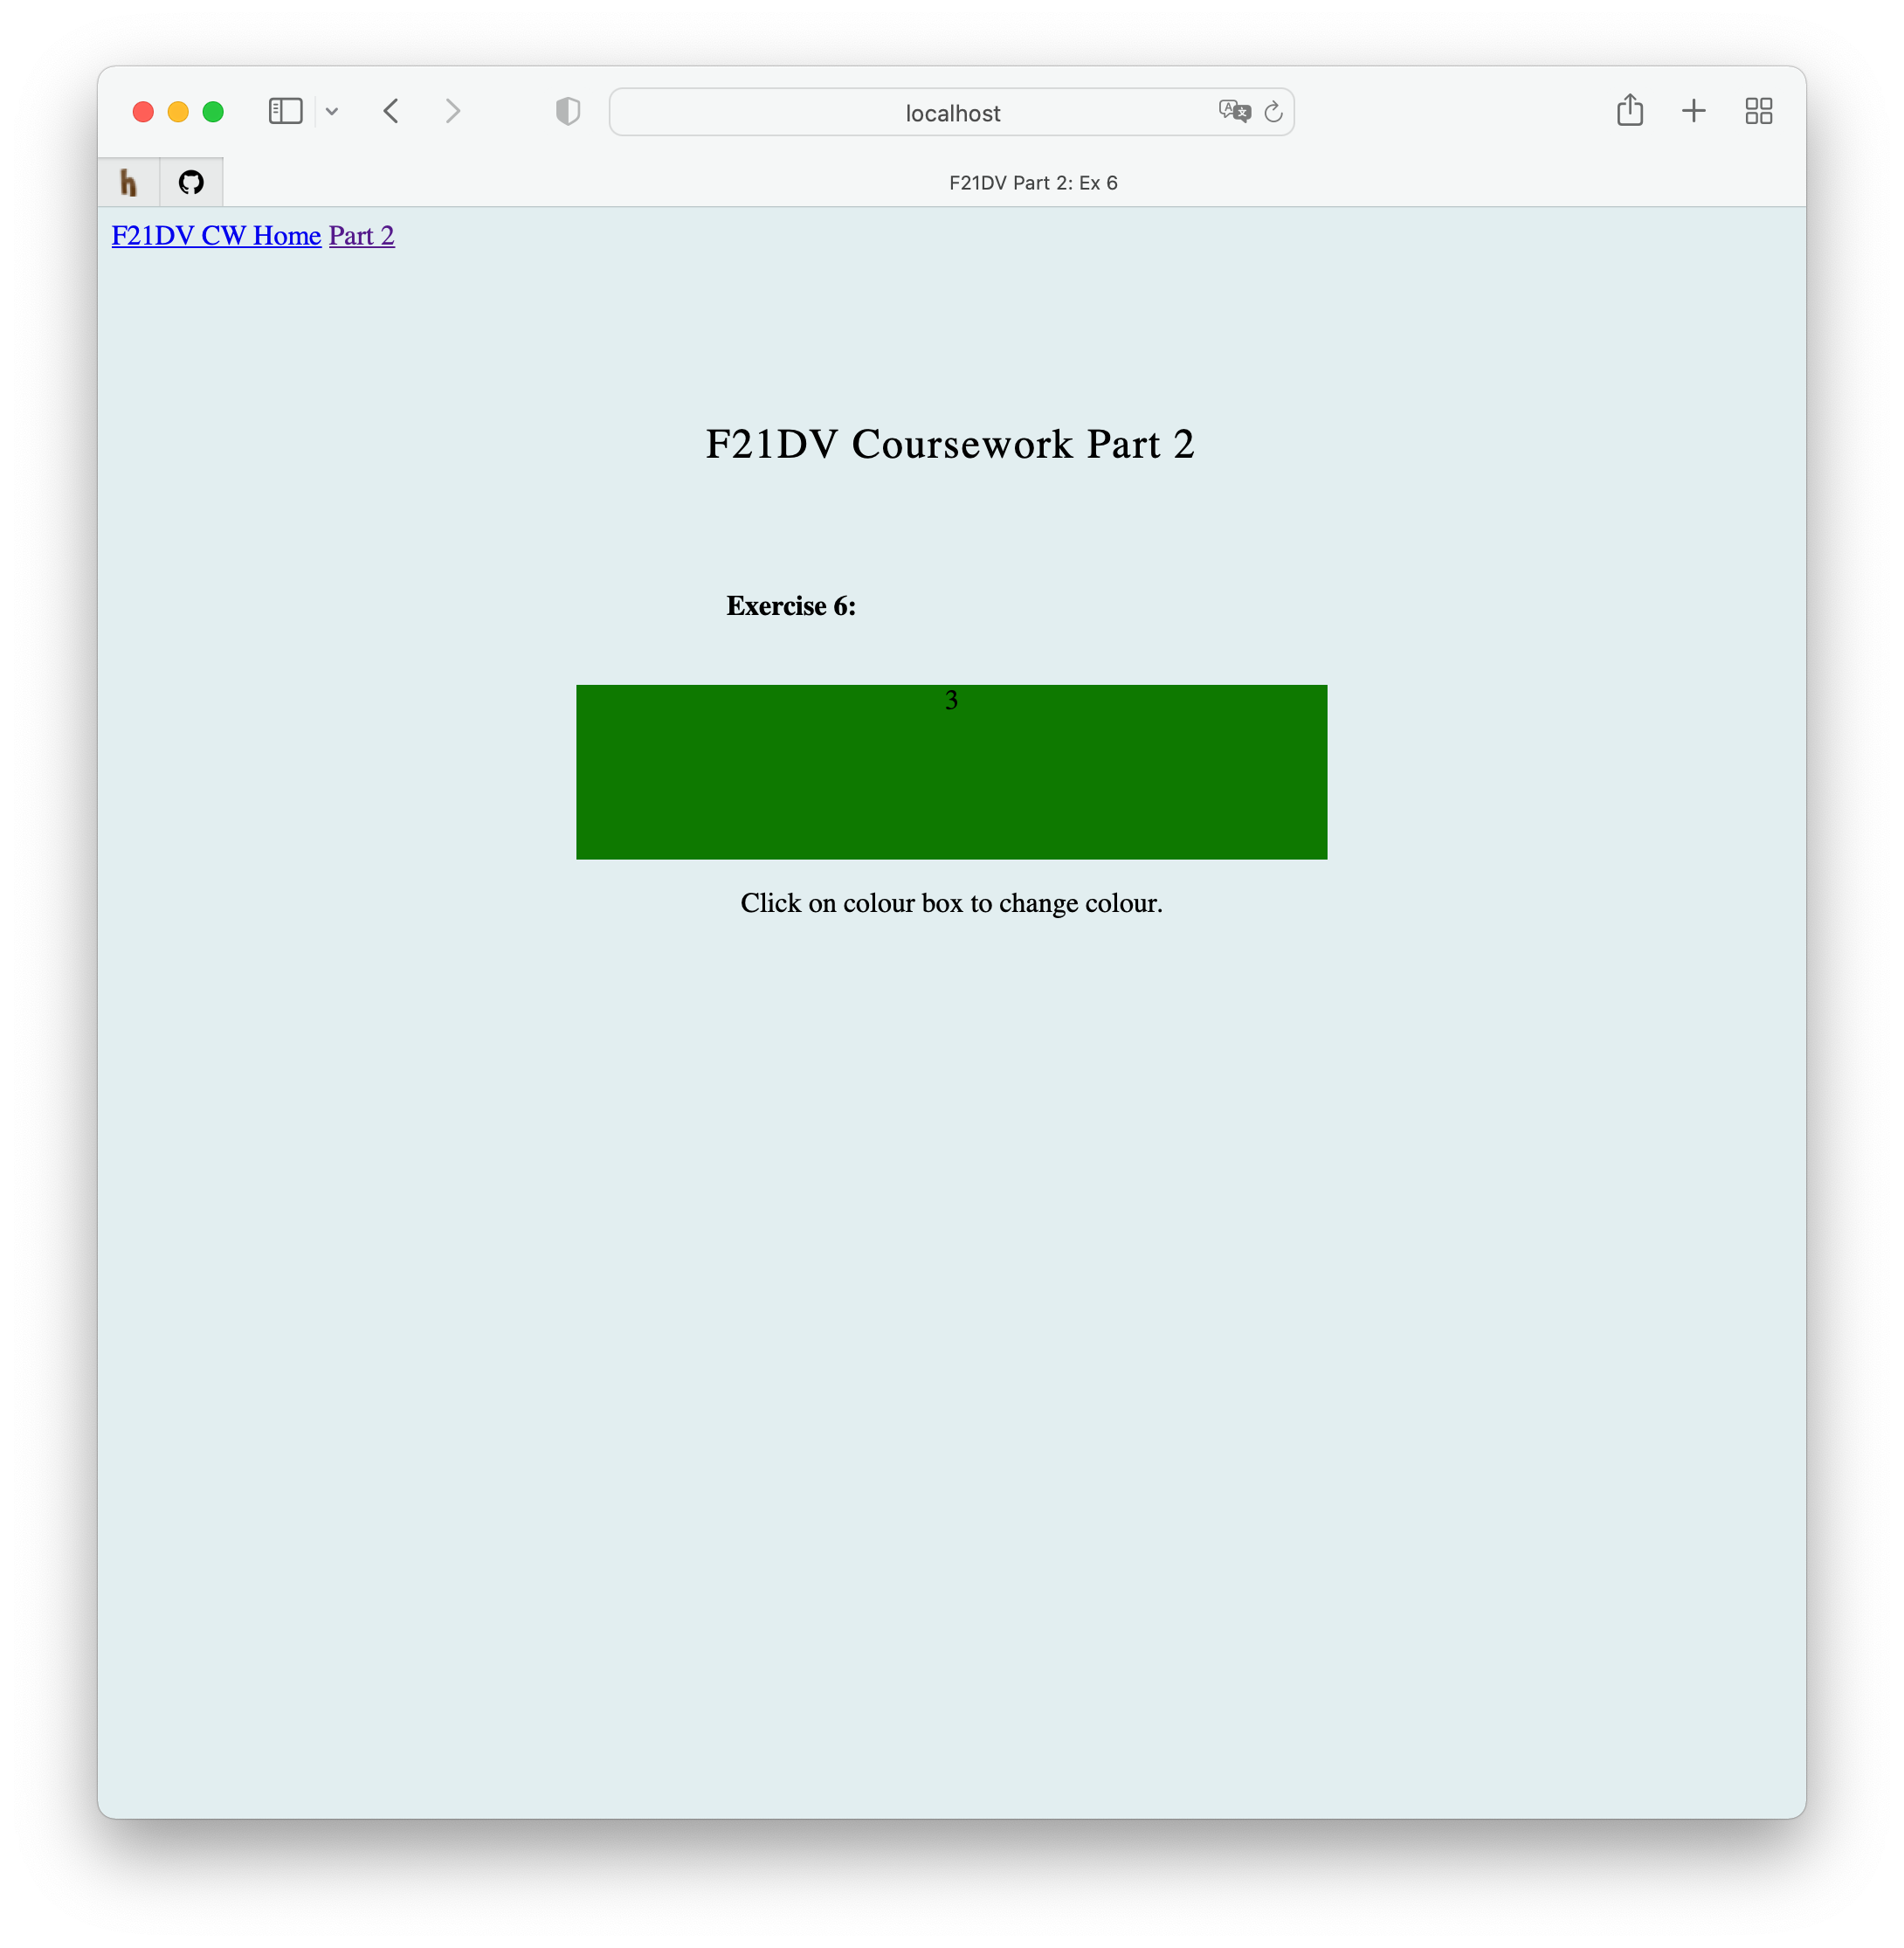 localhost
F21DV Part 2: Ex 6
F21DV CW Home Part 2
F21DV Coursework Part 2
Exercise 6:
3
Click on colour box to change colour.